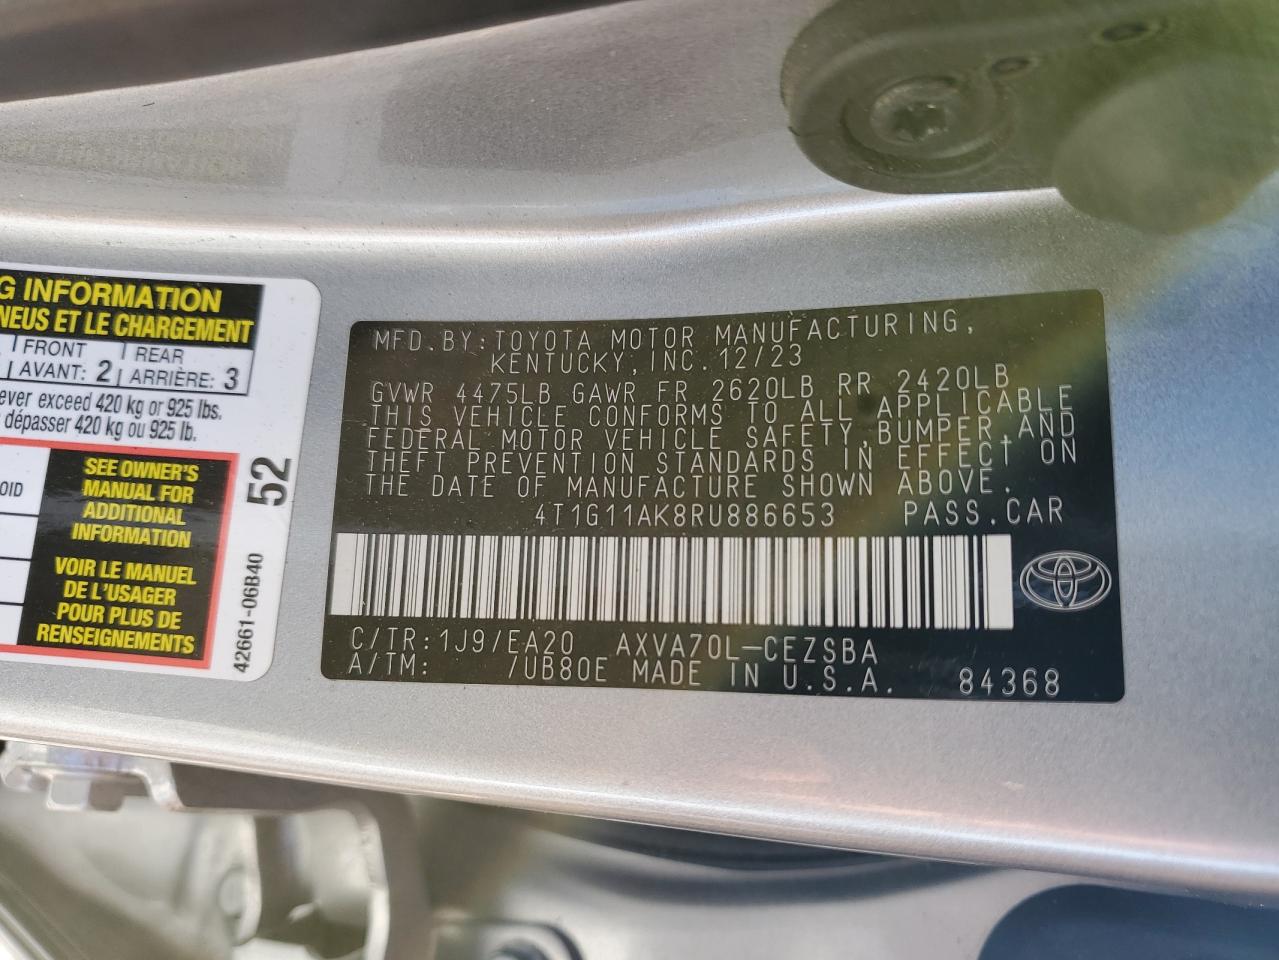 G INFORMATION
NEUS ET LE CHARGEMENT
FRONT
AVANT: 2
REAR
ARRIÈRE: 3
ever exceed 420 kg or 925 lbs.
dépasser 420 kg ou 925 lb.
OID
SEE OWNER'S
MANUAL FOR
ADDITIONAL
INFORMATION
VOIR LE MANUEL
DE L'USAGER
POUR PLUS DE
RENSEIGNEMENTS
52
42661-06B40
MFD.BY:TOYOTA MOTOR MANUFACTURING,
KENTUCKY,INC.12/23
GVWR 4475LB GAWR FR 2620LB RR 2420LB
THIS VEHICLE CONFORMS TO ALL APPLICABLE
FEDERAL MOTOR VEHICLE SAFETY,BUMPER,AND
THEFT PREVENTION STANDARDS IN EFFECT ON
THE DATE OF MANUFACTURE SHOWN ABOVE.
4T1G11AK8RU886653 PASS.CAR
C/TR:1J9/EA20 AXVA70L-CEZSBA
A/TM: /UB80E MADE IN U.S.A. 84368